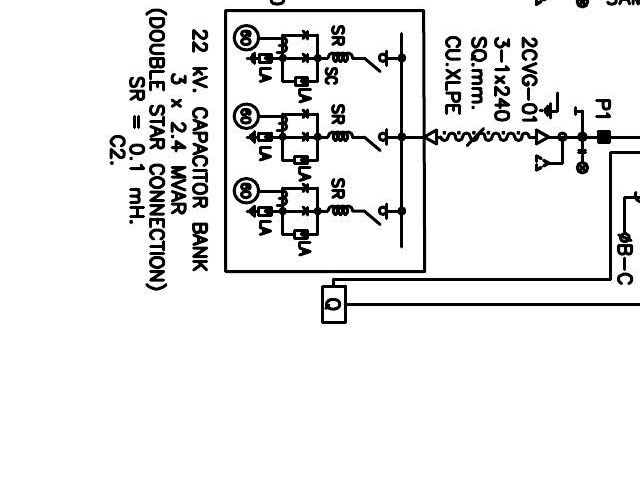 P1
2CVG-01
3-1x240
SQ.mm.
CU.XLPE
ØB-C
SR
SC
LA
LA
60
SR
LA
LA
60
SR
LA
LA
60
22 kV. CAPACITOR BANK
3 x 2.4 MVAR
(DOUBLE STAR CONNECTION)
SR = 0.1 mH.
C2.
Q